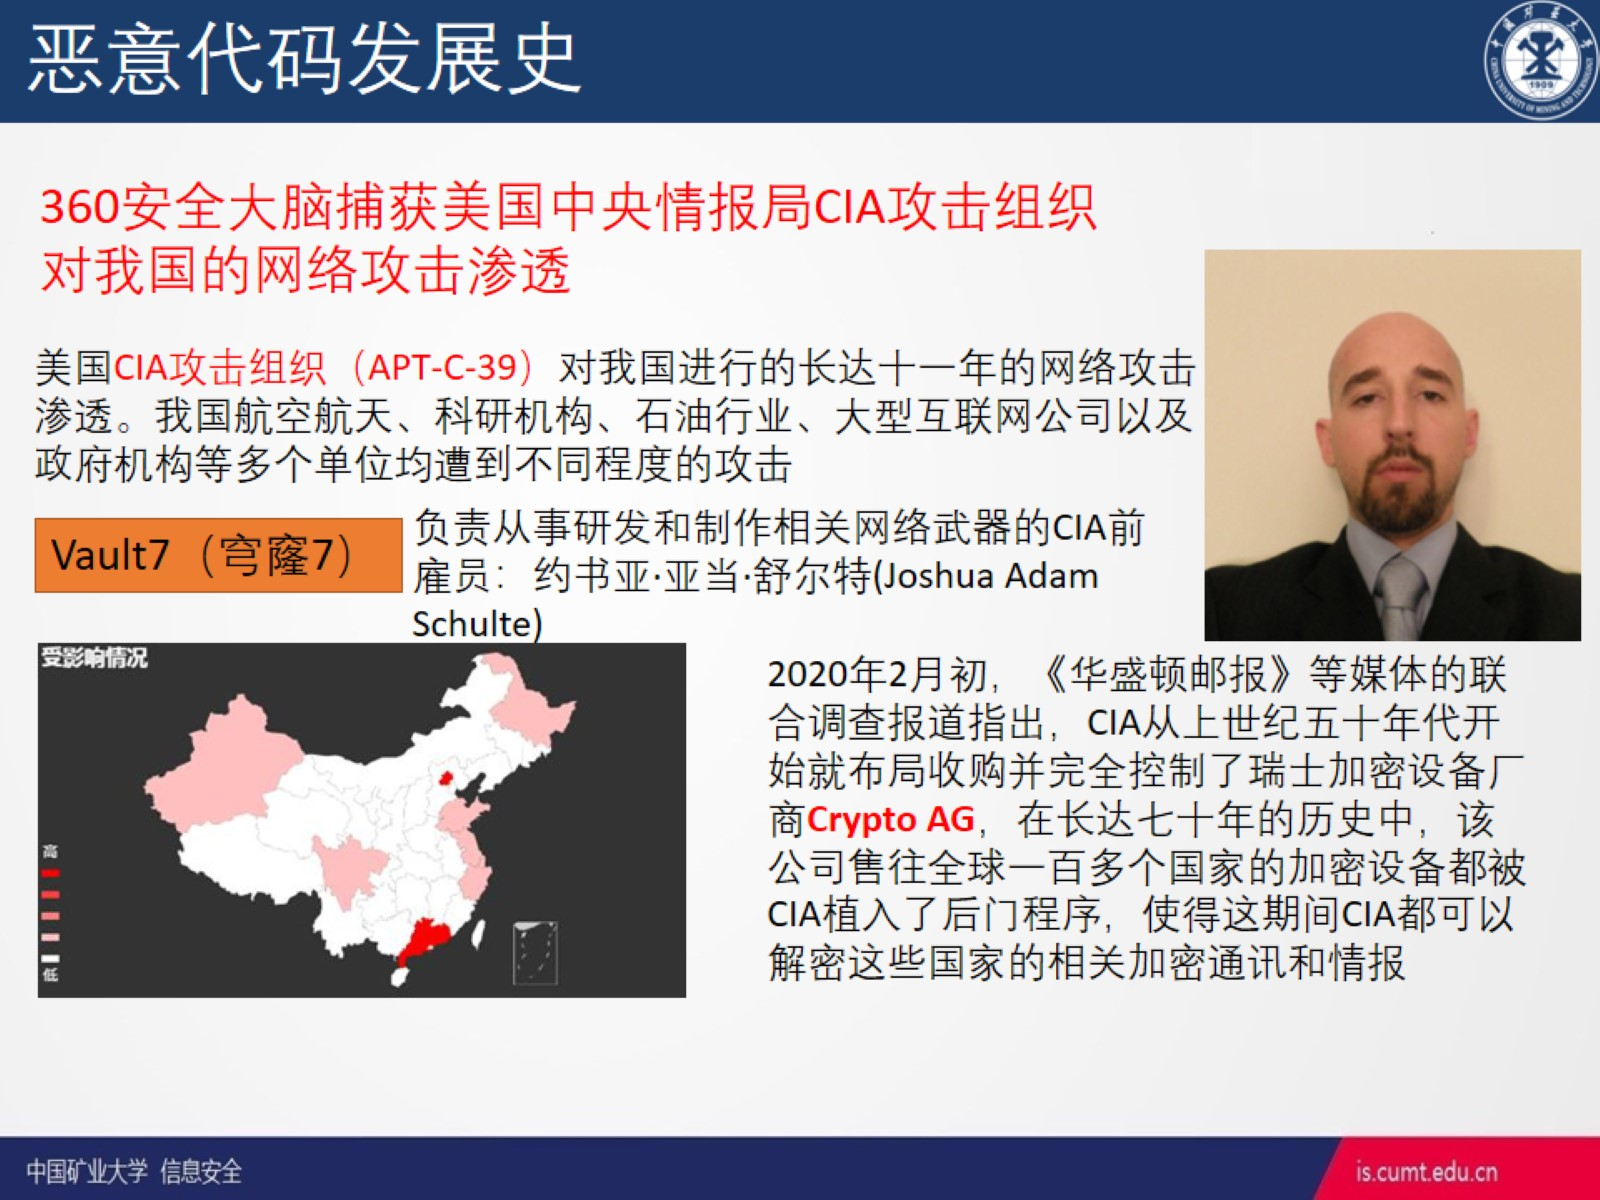 恶意代码发展史
CHINA UNIVERSITY OF MINING AND TECHNOLOGY
1909
360安全大脑捕获美国中央情报局CIA攻击组织
对我国的网络攻击渗透
美国CIA攻击组织（APT-C-39）对我国进行的长达十一年的网络攻击
渗透。我国航空航天、科研机构、石油行业、大型互联网公司以及
政府机构等多个单位均遭到不同程度的攻击
Vault7（穹窿7）
负责从事研发和制作相关网络武器的CIA前
雇员：约书亚·亚当·舒尔特(Joshua Adam
Schulte)
受影响情况
高
低
2020年2月初，《华盛顿邮报》等媒体的联
合调查报道指出，CIA从上世纪五十年代开
始就布局收购并完全控制了瑞士加密设备厂
商Crypto AG，在长达七十年的历史中，该
公司售往全球一百多个国家的加密设备都被
CIA植入了后门程序，使得这期间CIA都可以
解密这些国家的相关加密通讯和情报
中国矿业大学 信息安全
is.cumt.edu.cn